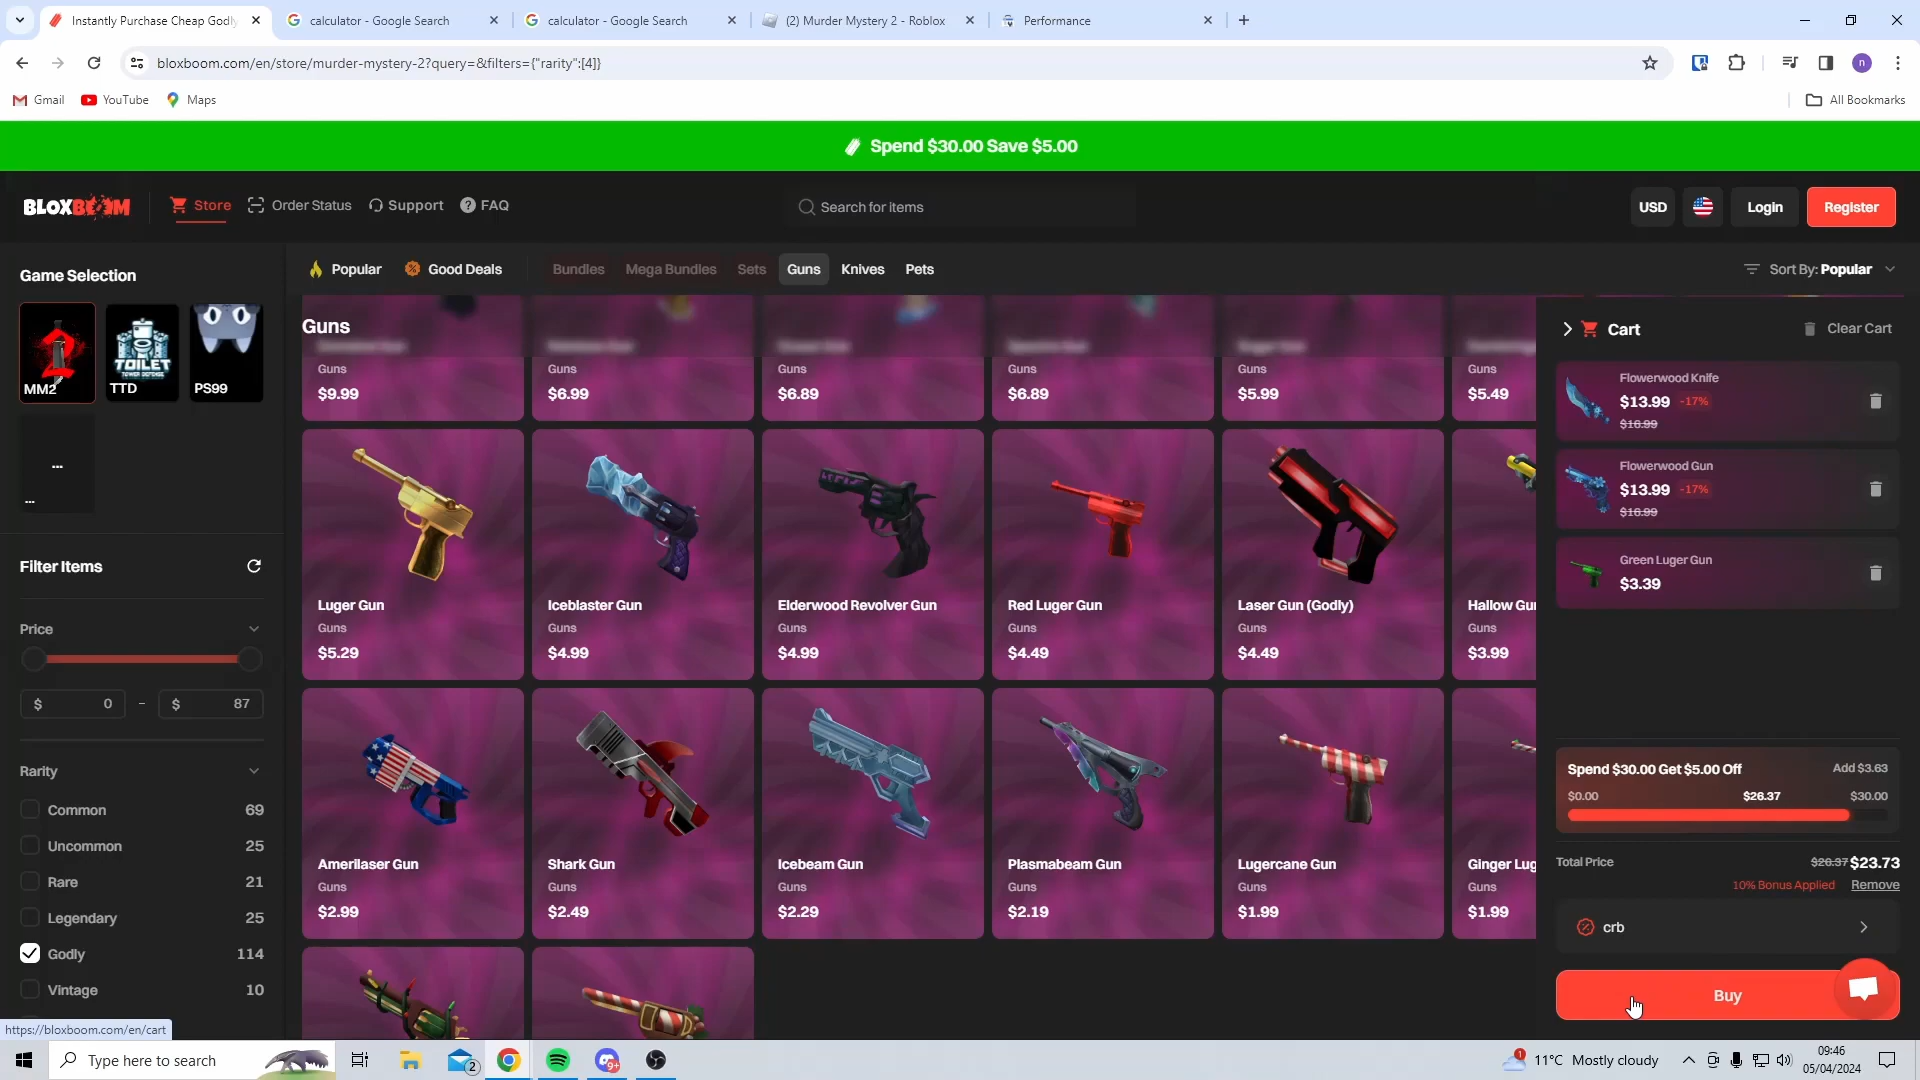 Instantly Purchase Cheap Godly
calculator - Google Search
calculator - Google Search
(2) Murder Mystery 2 - Roblox
Performance
bloxboom.com/en/store/murder-mystery-2?query=&filters={"rarity":[4]}
n
Gmail
YouTube
Maps
All Bookmarks
Spend $30.00 Save $5.00
BLOXBOOM
Store
Order Status
Support
FAQ
Search for items
USD
Login
Register
Game Selection
MM2
TTD
PS99
...
...
Popular
Good Deals
Bundles
Mega Bundles
Sets
Guns
Knives
Pets
Sort By: Popular
Guns
Guns
$9.99
Guns
$6.99
Guns
$6.89
Guns
$6.89
Guns
$5.99
Guns
$5.49
Luger Gun
Guns
$5.29
Iceblaster Gun
Guns
$4.99
Elderwood Revolver Gun
Guns
$4.99
Red Luger Gun
Guns
$4.49
Laser Gun (Godly)
Guns
$4.49
Hallow Gu
Guns
$3.99
Amerilaser Gun
Guns
$2.99
Shark Gun
Guns
$2.49
Icebeam Gun
Guns
$2.29
Plasmabeam Gun
Guns
$2.19
Lugercane Gun
Guns
$1.99
Ginger Lug
Guns
$1.99
Filter Items
Price
$ 0 - $ 87
Rarity
Common 69
Uncommon 25
Rare 21
Legendary 25
Godly 114
Vintage 10
Cart
Clear Cart
Flowerwood Knife
$13.99 -17%
$16.99
Flowerwood Gun
$13.99 -17%
$16.99
Green Luger Gun
$3.39
Spend $30.00 Get $5.00 Off
Add $3.63
$0.00
$26.37
$30.00
Total Price
$26.37 $23.73
10% Bonus Applied
Remove
crb
Buy
https://bloxboom.com/en/cart
Type here to search
2
9+
1
11°C Mostly cloudy
09:46
05/04/2024